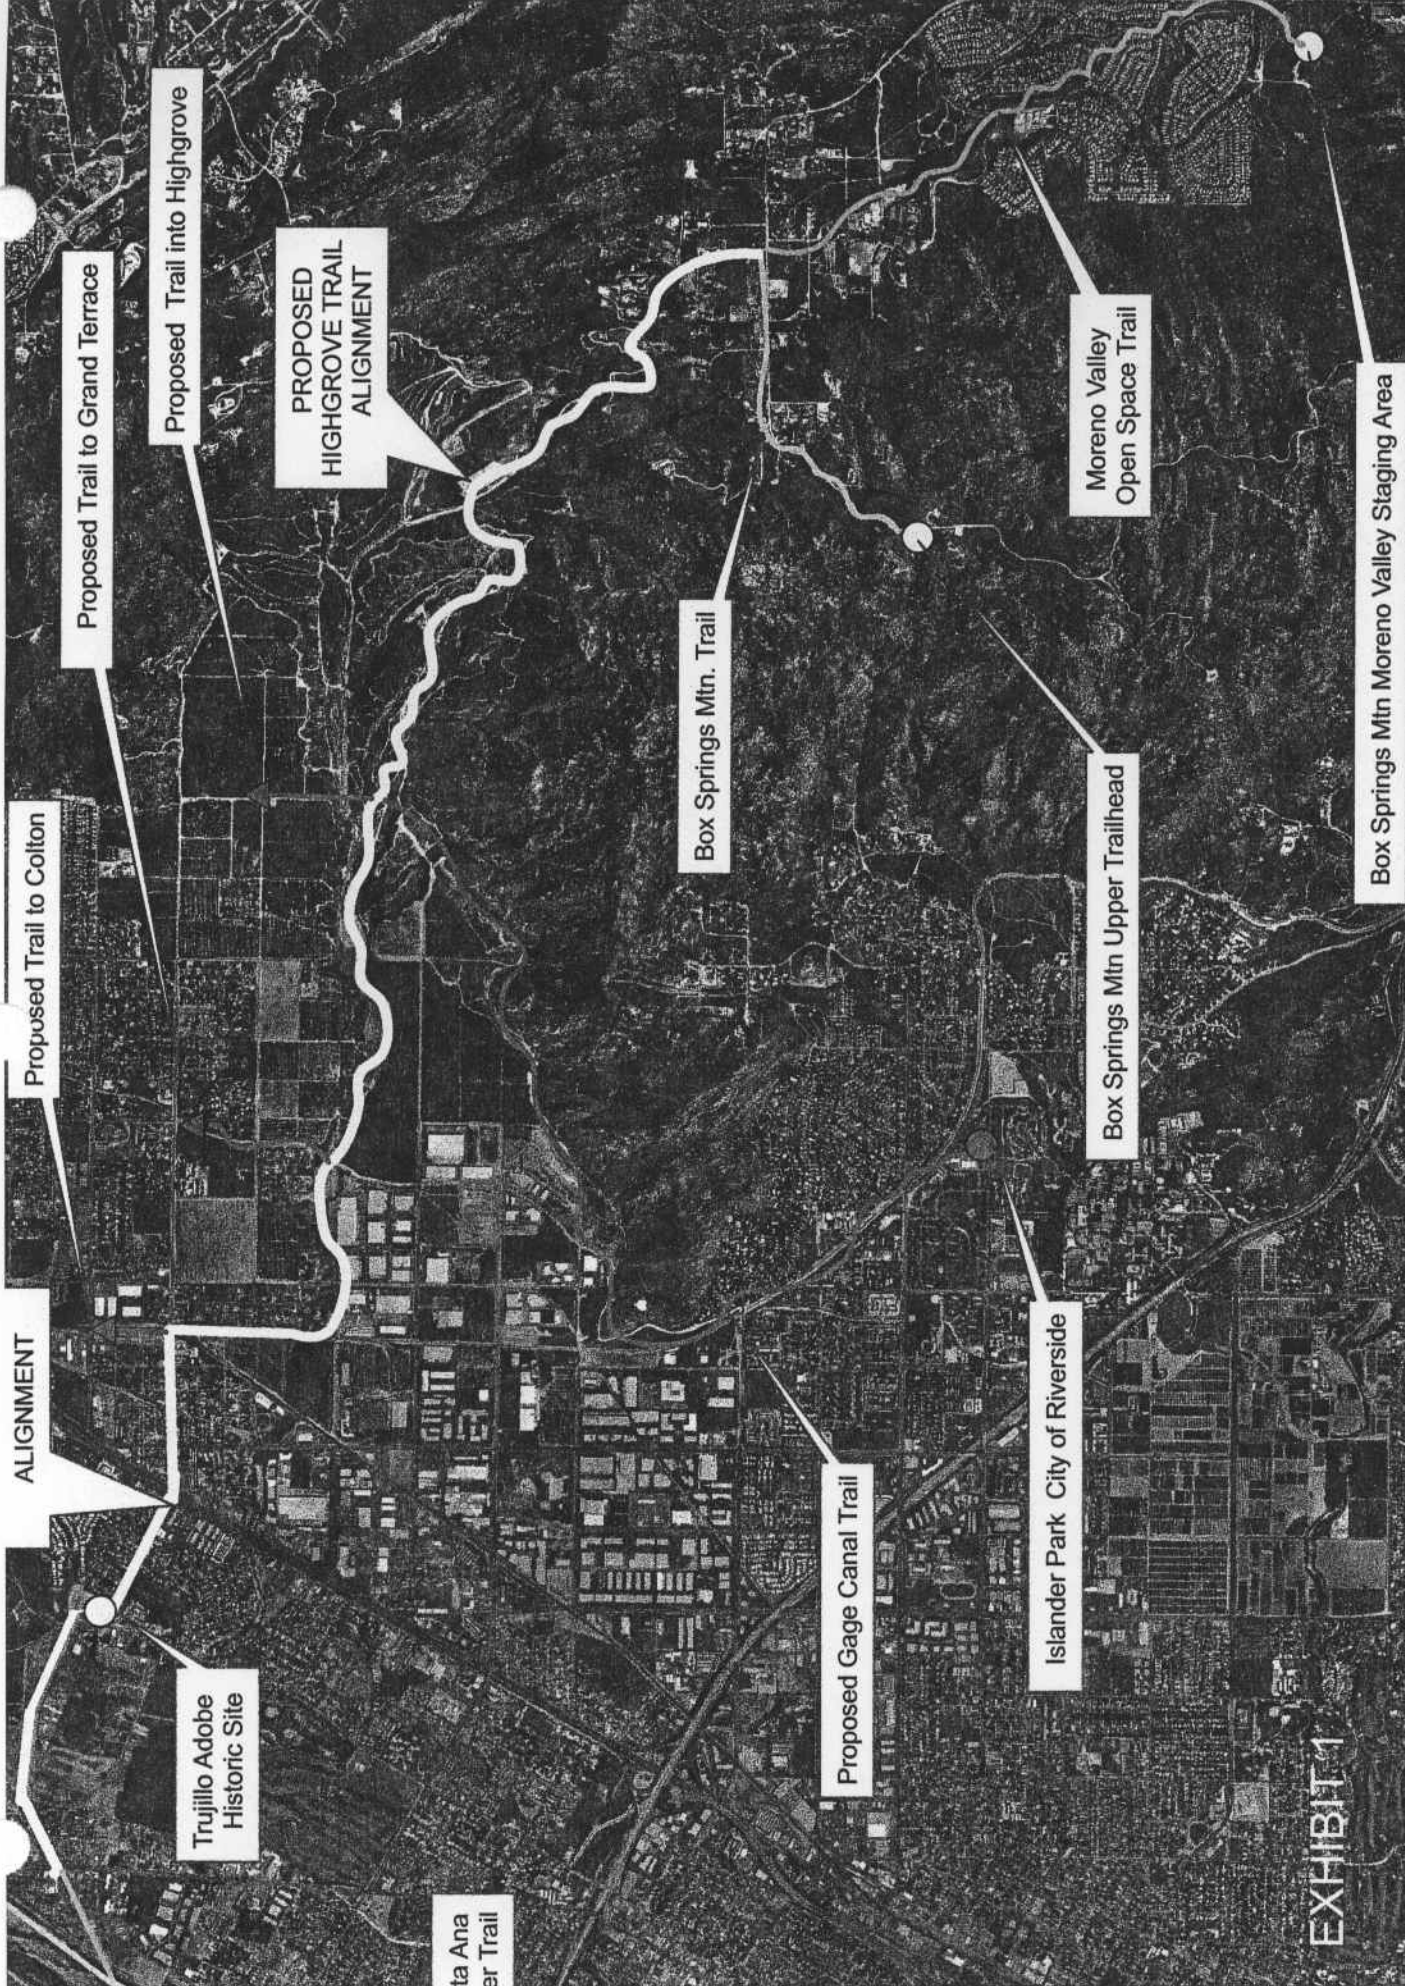 ALIGNMENT
Proposed Trail to Colton
Proposed Trail to Grand Terrace
Proposed Trail into Highgrove
PROPOSED
HIGHGROVE TRAIL
ALIGNMENT
Trujillo Adobe
Historic Site
ta Ana
er Trail
Box Springs Mtn. Trail
Proposed Gage Canal Trail
Islander Park City of Riverside
Box Springs Mtn Upper Trailhead
Moreno Valley
Open Space Trail
Box Springs Mtn Moreno Valley Staging Area
EXHIBIT 1